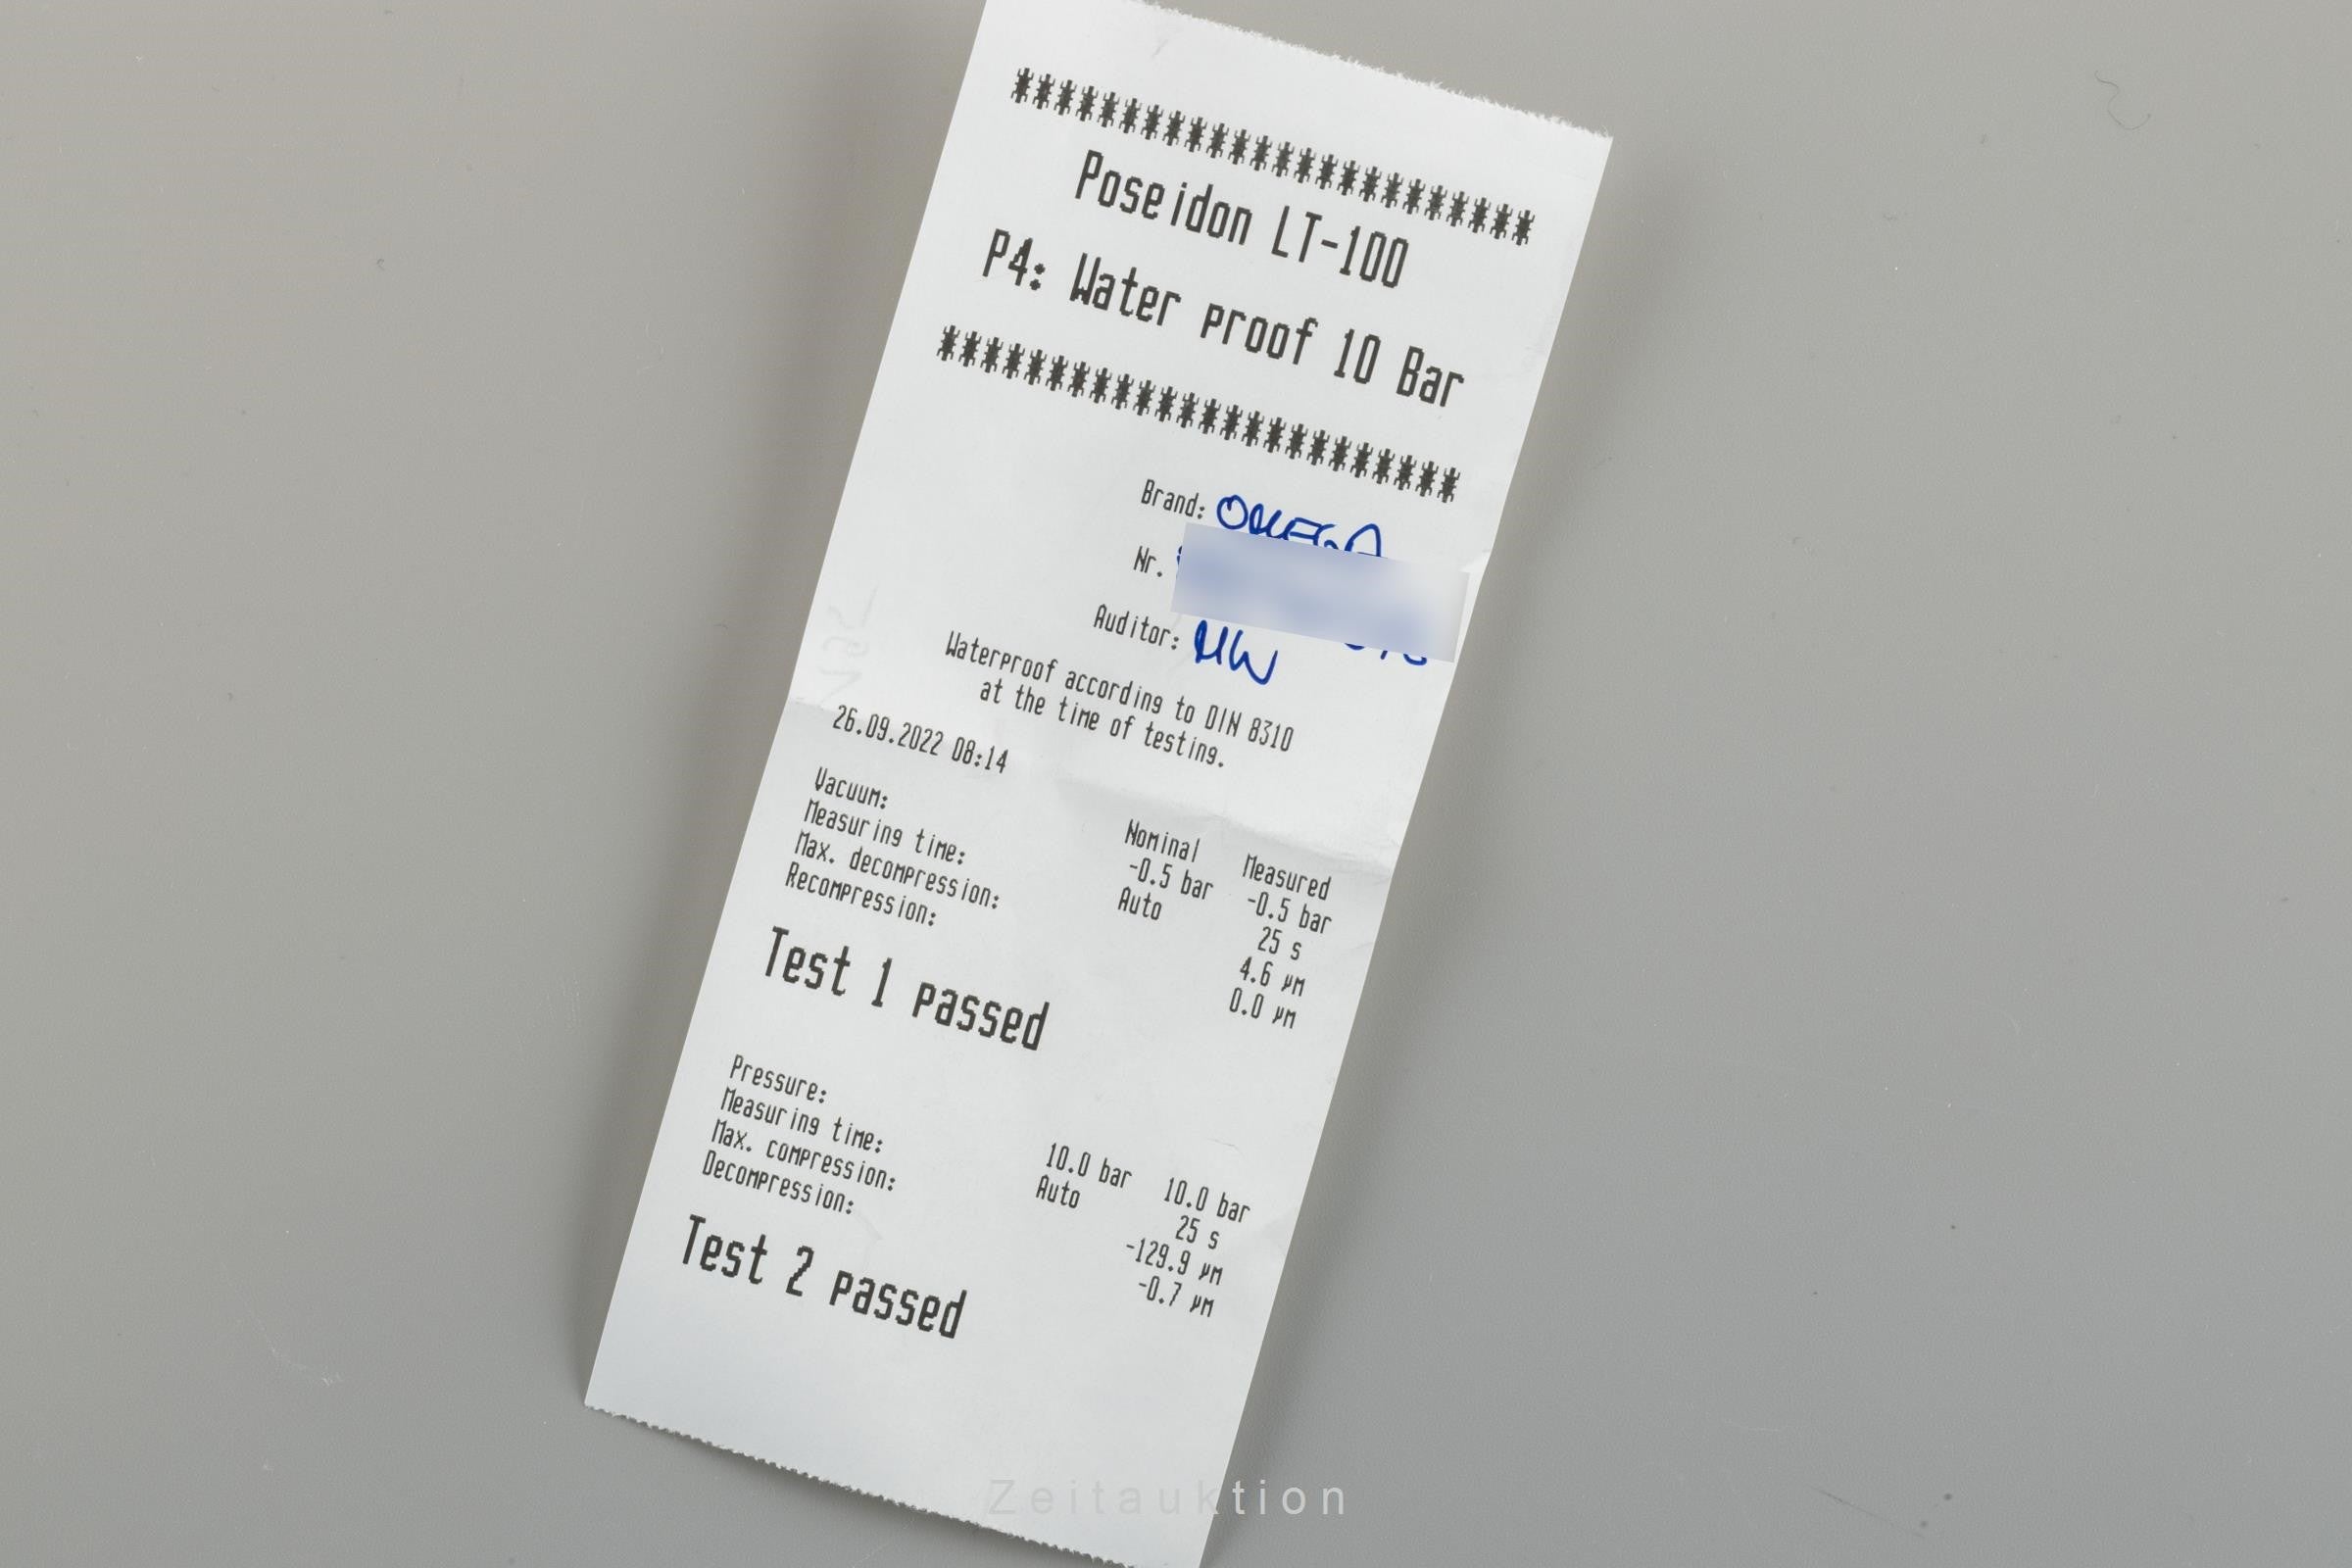 ************************
Poseidon LT-100
P4: Water proof 10 Bar
************************
Brand: OMEGA
Nr.
Auditor: MW
Waterproof according to DIN 8310
at the time of testing.
26.09.2022 08:14
Nominal Measured
Vacuum: -0.5 bar -0.5 bar
Measuring time: Auto 25 s
Max. decompression: 4.6 µm
Recompression: 0.0 µm
Test 1 passed
Pressure: 10.0 bar 10.0 bar
Measuring time: Auto 25 s
Max. compression: -129.9 µm
Decompression: -0.7 µm
Test 2 passed
Zeitauktion